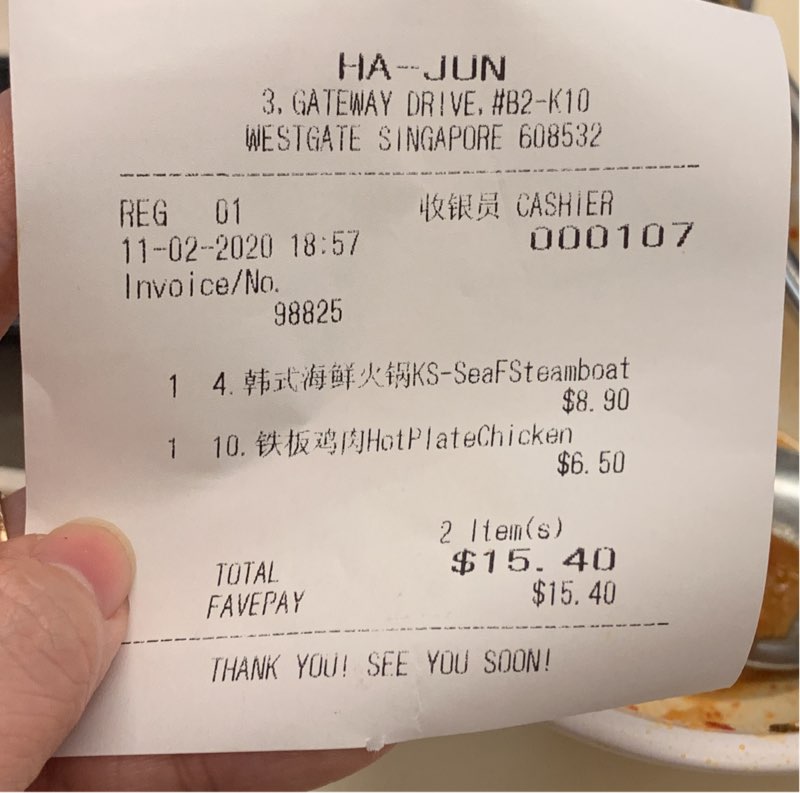 HA-JUN
3, GATEWAY DRIVE, #B2-K10
WESTGATE SINGAPORE 608532
REG 01 收银员 CASHIER
11-02-2020 18:57 000107
Invoice/No.
98825
1 4. 韩式海鲜火锅KS-SeaFSteamboat
$8.90
1 10. 铁板鸡肉HotPlateChicken
$6.50
2 Item(s)
TOTAL $15.40
FAVEPAY $15.40
THANK YOU! SEE YOU SOON!